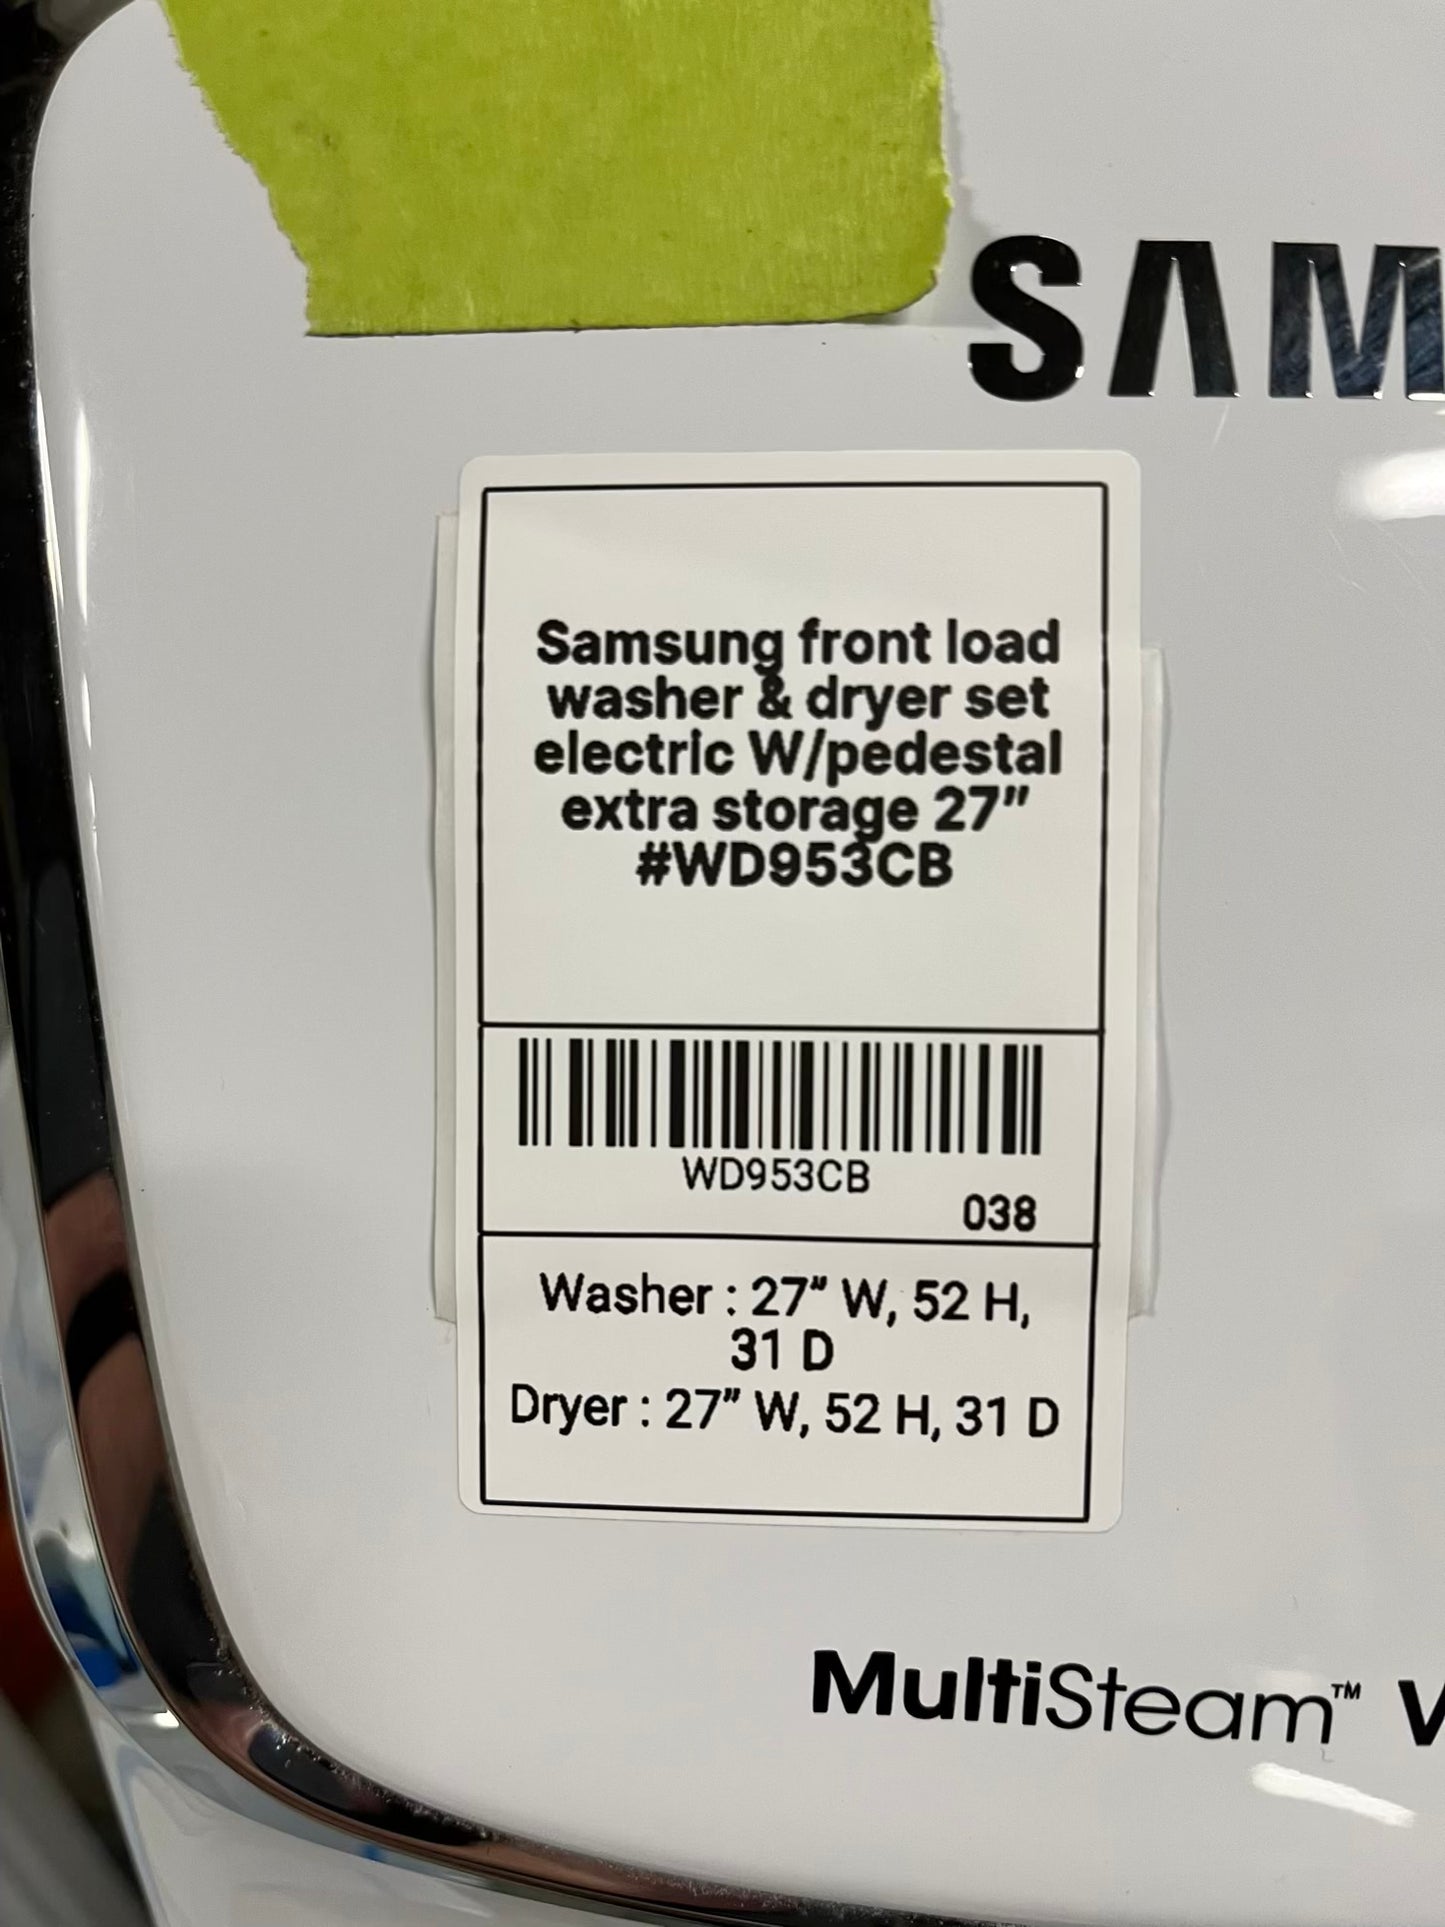 SAM
Samsung front load
washer & dryer set
electric W/pedestal
extra storage 27"
#WD953CB
WD953CB
038
Washer : 27" W, 52 H,
31 D
Dryer : 27" W, 52 H, 31 D
MultiSteam™ V